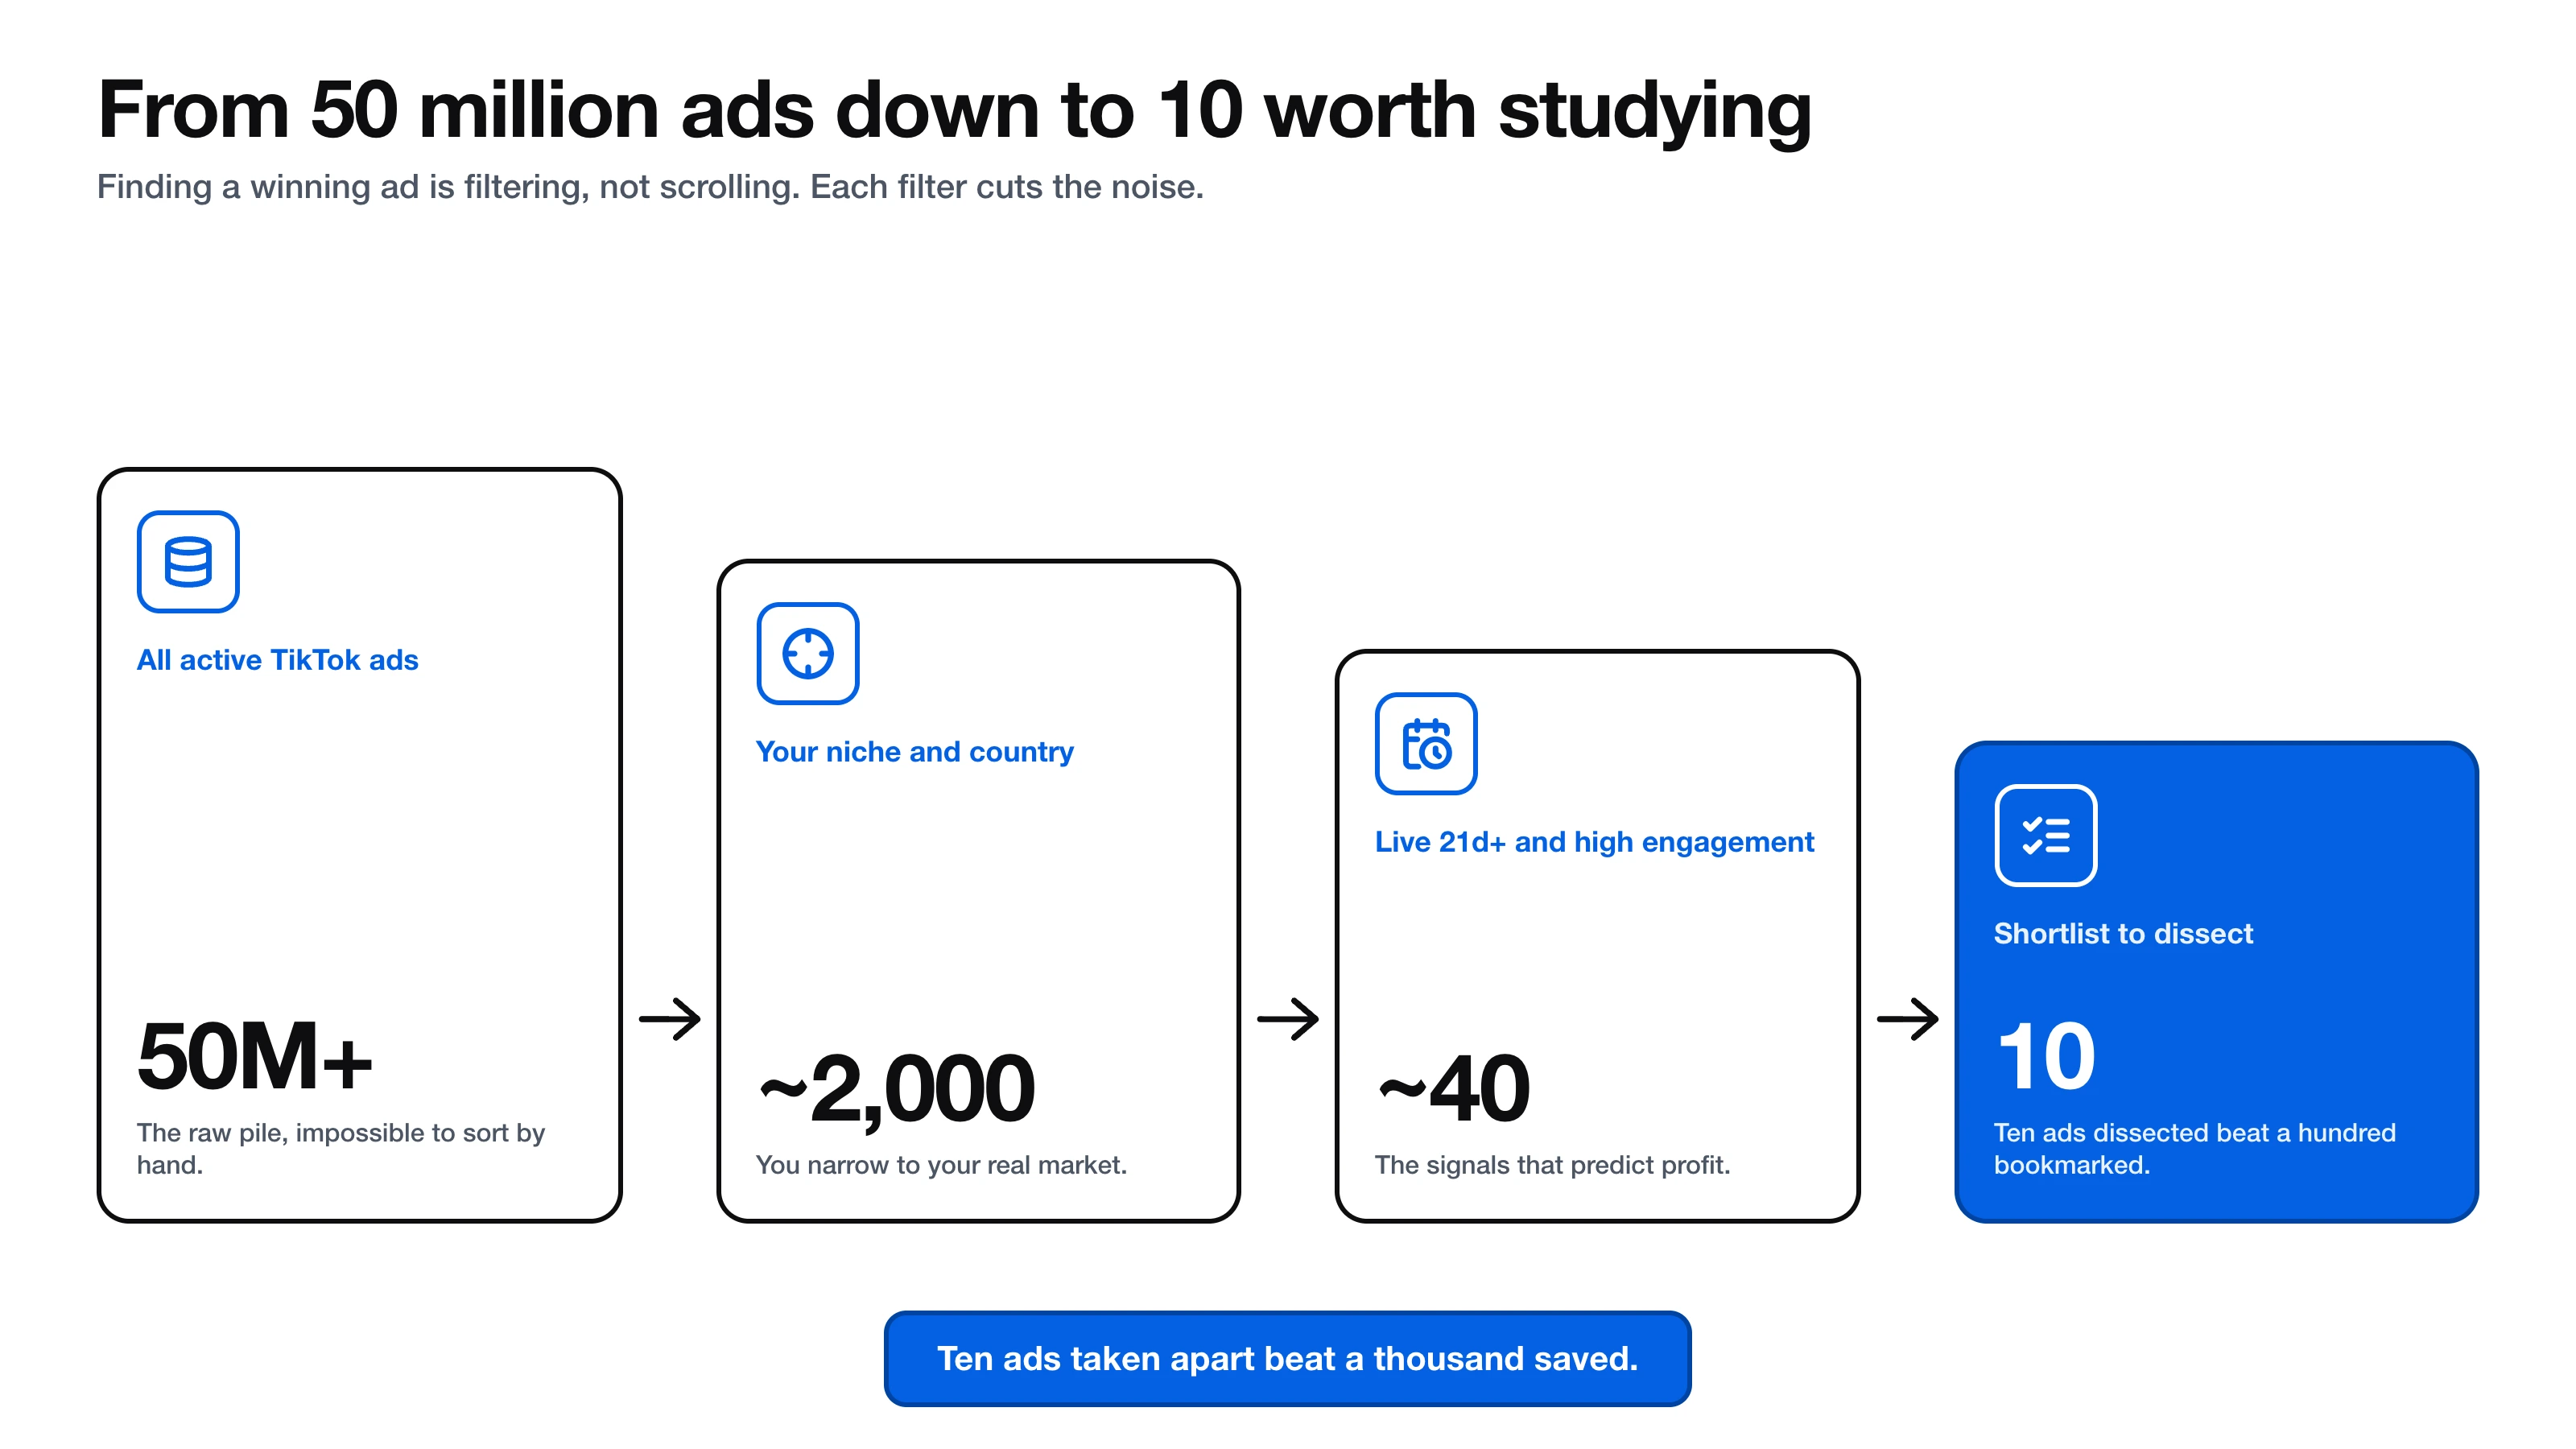 From 50 million ads down to 10 worth studying
Finding a winning ad is filtering, not scrolling. Each filter cuts the noise.
All active TikTok ads
50M+
The raw pile, impossible to sort by
hand.
Your niche and country
~2,000
You narrow to your real market.
Live 21d+ and high engagement
~40
The signals that predict profit.
Shortlist to dissect
10
Ten ads dissected beat a hundred
bookmarked.
Ten ads taken apart beat a thousand saved.